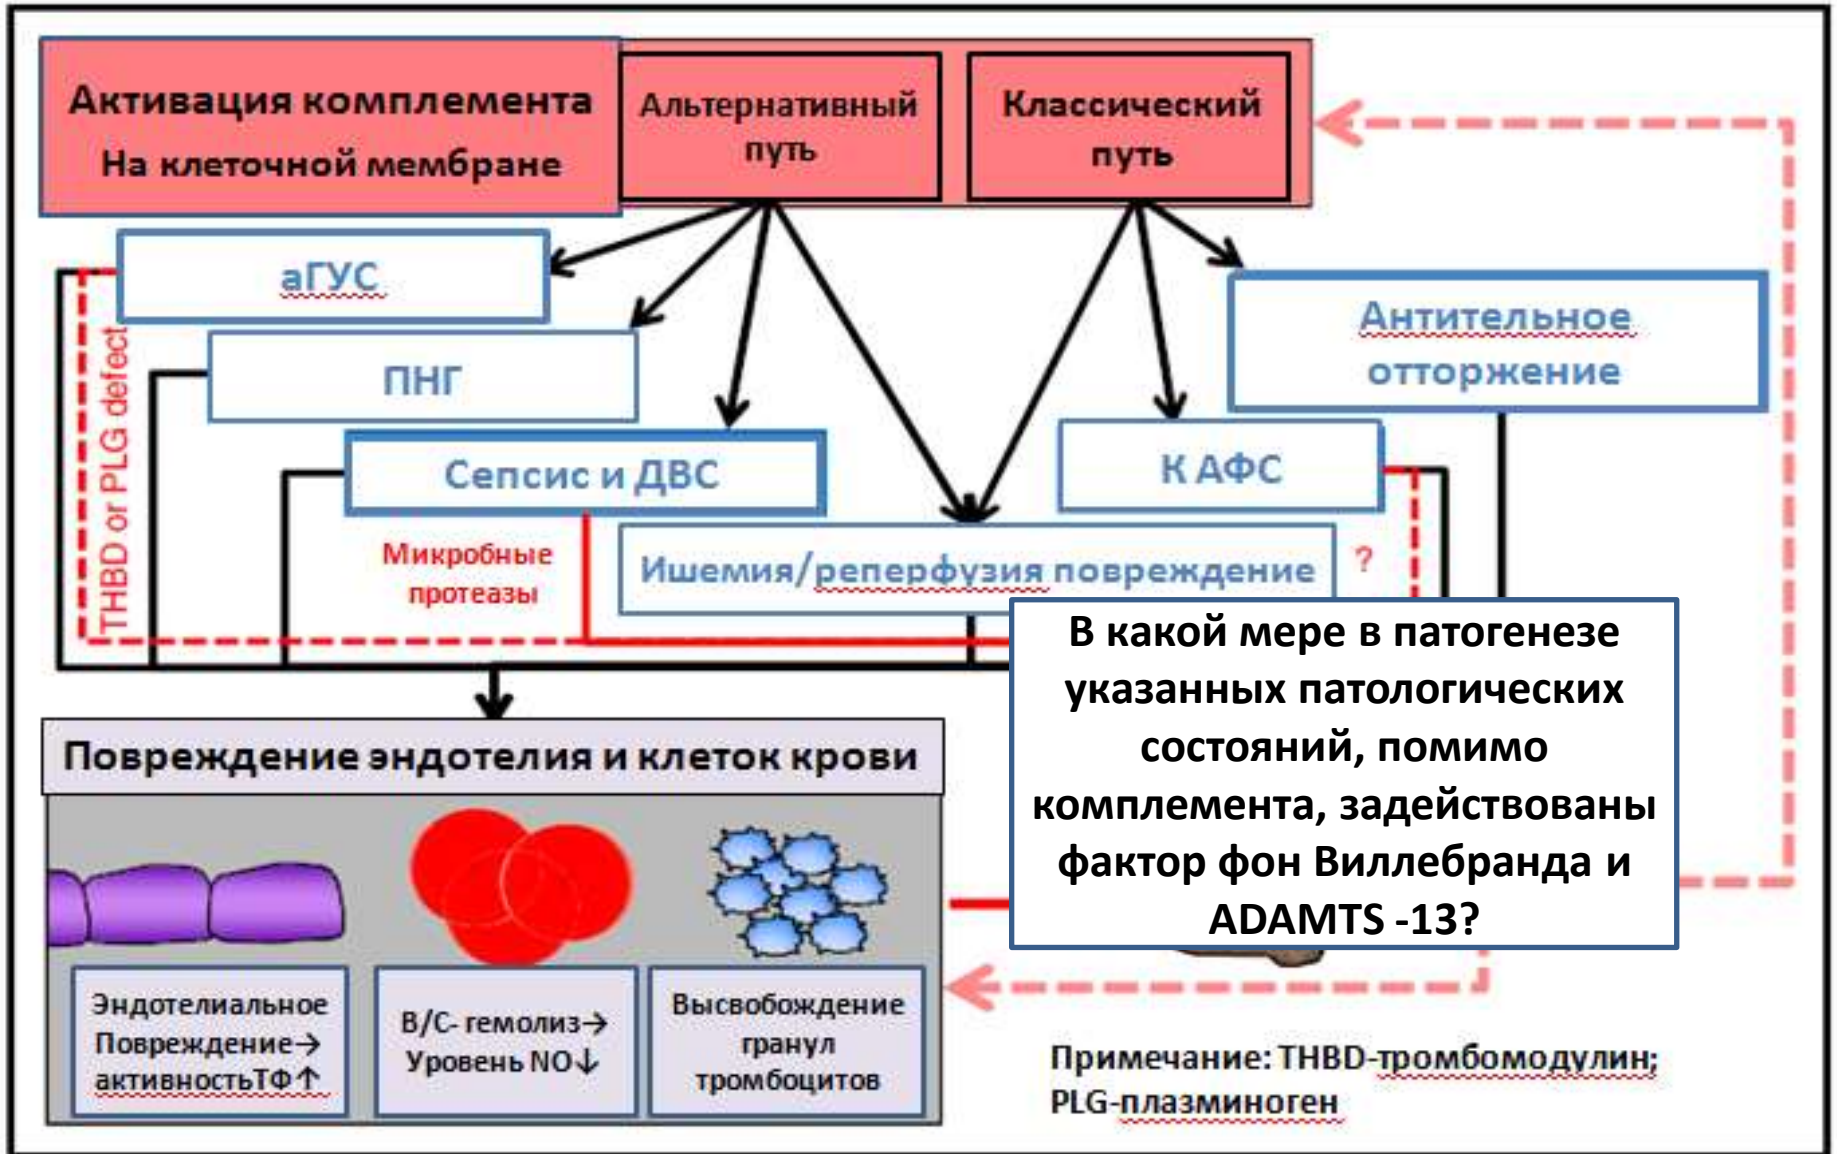 Активация комплемента
На клеточной мембране
Альтернативный
путь
Классический
путь
аГУС
ПНГ
Сепсис и ДВС
Антительное
отторжение
К АФС
Ишемия/реперфузия повреждение
THBD or PLG defect
Микробные
протеазы
?
В какой мере в патогенезе
указанных патологических
состояний, помимо
комплемента, задействованы
фактор фон Виллебранда и
ADAMTS -13?
Повреждение эндотелия и клеток крови
Эндотелиальное
Повреждение→
активностьТФ↑
В/С- гемолиз→
Уровень NO↓
Высвобождение
гранул
тромбоцитов
Примечание: THBD-тромбомодулин;
PLG-плазминоген